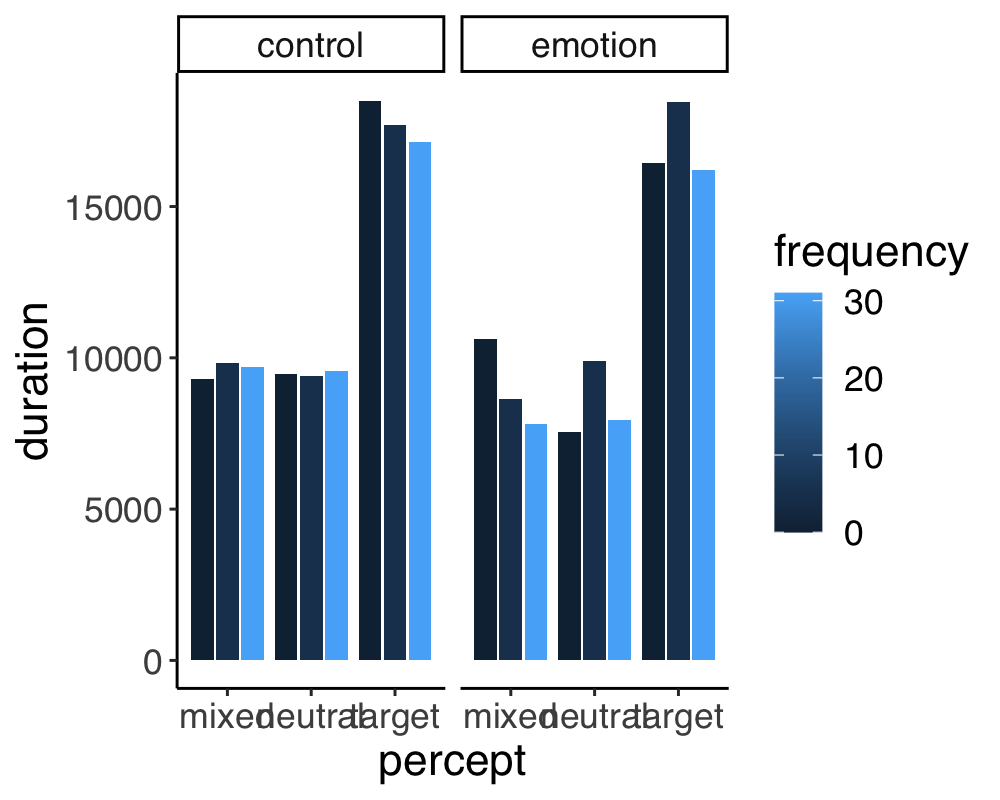 control
emotion
duration
15000
10000
5000
0
mixed neutral target
mixed neutral target
percept
frequency
30
20
10
0